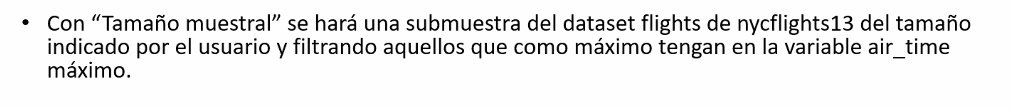 • Con “Tamaño muestral” se hará una submuestra del dataset flights de nycflights13 del tamaño
indicado por el usuario y filtrando aquellos que como máximo tengan en la variable air_time
máximo.